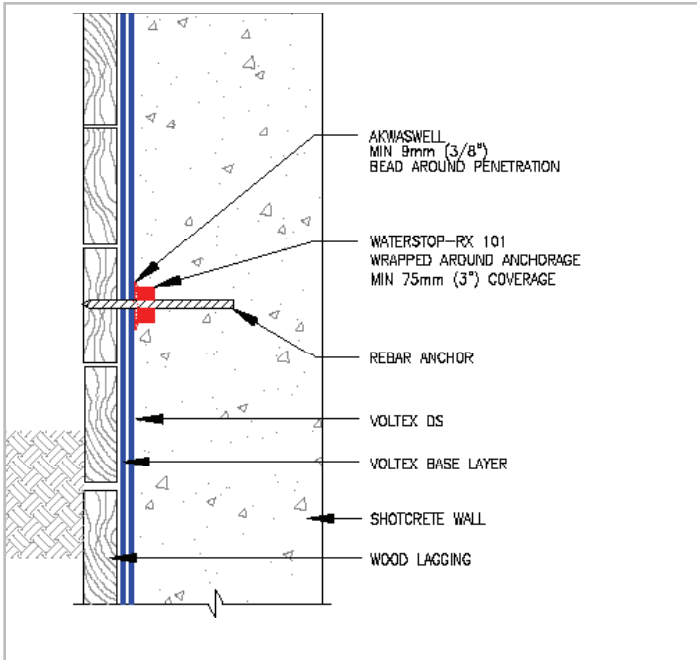 AKWASWELL
MIN 9mm (3/8")
BEAD AROUND PENETRATION
WATERSTOP-RX 101
WRAPPED AROUND ANCHORAGE
MIN 75mm (3") COVERAGE
REBAR ANCHOR
VOLTEX DS
VOLTEX BASE LAYER
SHOTCRETE WALL
WOOD LAGGING